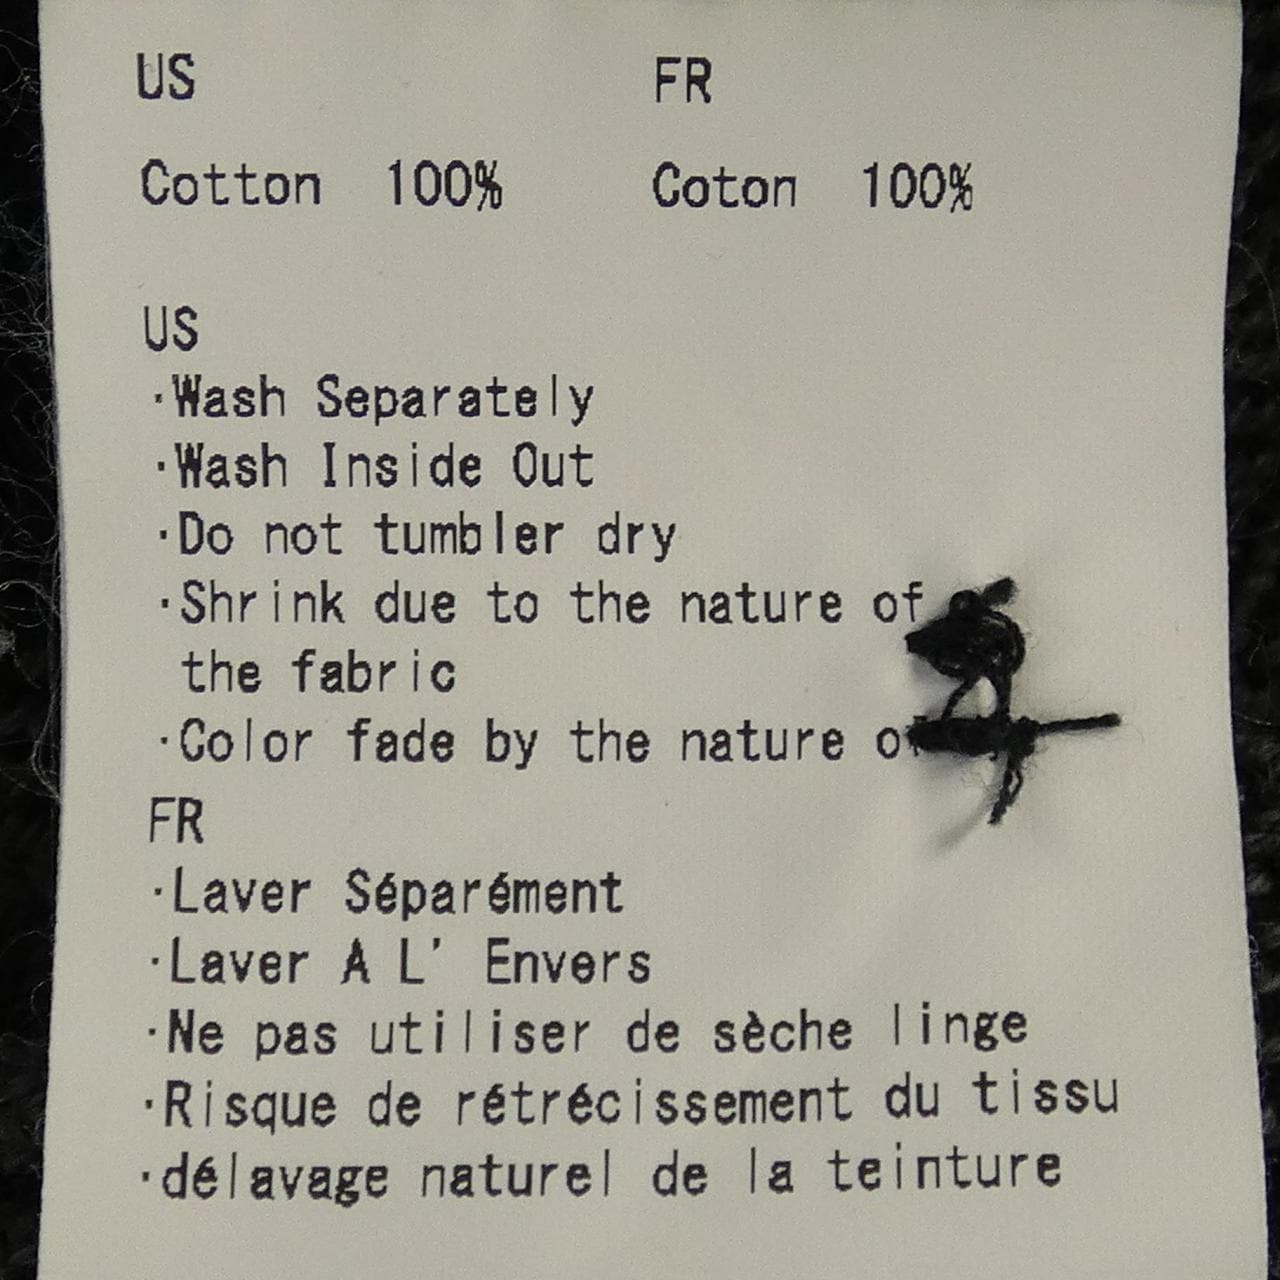 US FR
Cotton 100% Coton 100%
US
·Wash Separately
·Wash Inside Out
·Do not tumbler dry
·Shrink due to the nature of
the fabric
·Color fade by the nature
FR
·Laver Séparément
·Laver A L' Envers
·Ne pas utiliser de sèche linge
·Risque de rétrécissement du tissu
·délavage naturel de la teinture